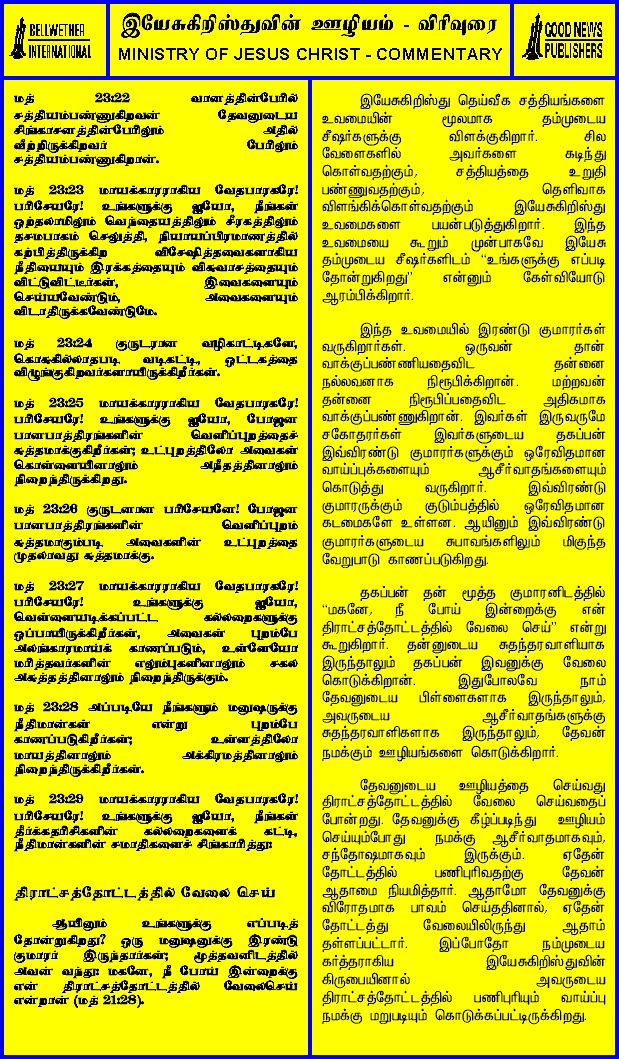 BELLWETHER
INTERNATIONAL
இயேசுகிறிஸ்துவின் ஊழியம் - விரிவுரை
MINISTRY OF JESUS CHRIST - COMMENTARY
GOOD NEWS
PUBLISHERS
மத் 23:22 வானத்தின்பேரில்
சத்தியம்பண்ணுகிறவன் தேவனுடைய
சிங்காசனத்தின்பேரிலும் அதில்
வீற்றிருக்கிறவர் பேரிலும்
சத்தியம்பண்ணுகிறான்.
மத் 23:23 மாயக்காரராகிய வேதபாரகரே!
பரிசேயரே! உங்களுக்கு ஐயோ, நீங்கள்
ஒற்தலாமிலும் வெந்தையத்திலும் சீரகத்திலும்
தசமபாகம் செலுத்தி, நியாயப்பிரமாணத்தில்
கற்பித்திருக்கிற விசேஷித்தவைகளாகிய
நீதியையும் இரக்கத்தையும் விசுவாசத்தையும்
விட்டுவிட்டீர்கள், இவைகளையும்
செய்யவேண்டும், அவைகளையும்
விடாதிருக்கவேண்டுமே.
மத் 23:24 குருடரான வழிகாட்டிகளே,
கொசுகில்லாதபடி வடிகட்டி, ஒட்டகத்தை
விழுங்குகிறவர்களாயிருக்கிறீர்கள்.
மத் 23:25 மாயக்காரராகிய வேதபாரகரே!
பரிசேயரே! உங்களுக்கு ஐயோ, போஜன
பானபாத்திரங்களின் வெளிப்புறத்தைச்
சுத்தமாக்குகிறீர்கள்; உட்புறத்திலோ அவைகள்
கொள்ளையினாலும் அநீதத்தினாலும்
நிறைந்திருக்கிறது.
மத் 23:26 குருடனான பரிசேயனே! போஜன
பானபாத்திரங்களின் வெளிப்புறம்
சுத்தமாகும்படி அவைகளின் உட்புறத்தை
முதலாவது சுத்தமாக்கு.
மத் 23:27 மாயக்காரராகிய வேதபாரகரே!
பரிசேயரே! உங்களுக்கு ஐயோ,
வெள்ளையடிக்கப்பட்ட கல்லறைகளுக்கு
ஒப்பாயிருக்கிறீர்கள், அவைகள் புறம்பே
அலங்காரமாய்க் காணப்படும், உள்ளேயோ
மரித்தவர்களின் எலும்புகளினாலும் சகல
அசுத்தத்தினாலும் நிறைந்திருக்கும்.
மத் 23:28 அப்படியே நீங்களும் மனுஷருக்கு
நீதிமான்கள் என்று புறம்பே
காணப்படுகிறீர்கள்; உள்ளத்திலோ
மாயத்தினாலும் அக்கிரமத்தினாலும்
நிறைந்திருக்கிறீர்கள்.
மத் 23:29 மாயக்காரராகிய வேதபாரகரே!
பரிசேயரே! உங்களுக்கு ஐயோ, நீங்கள்
தீர்க்கதரிசிகளின் கல்லறைகளைக் கட்டி,
நீதிமான்களின் சமாதிகளைச் சிங்காரித்து:
திராட்சத்தோட்டத்தில் வேலை செய்
ஆயினும் உங்களுக்கு எப்படித்
தோன்றுகிறது? ஒரு மனுஷனுக்கு இரண்டு
குமாரர் இருந்தார்கள்; மூத்தவனிடத்தில்
அவன் வந்து: மகனே, நீ போய் இன்றைக்கு
என் திராட்சத்தோட்டத்தில் வேலைசெய்
என்றான் (மத் 21:28).
இயேசுகிறிஸ்து தெய்வீக சத்தியங்களை
உவமையின் மூலமாக தம்முடைய
சீஷர்களுக்கு விளக்குகிறார். சில
வேளைகளில் அவர்களை கடிந்து
கொள்வதற்கும், சத்தியத்தை உறுதி
பண்ணுவதற்கும், தெளிவாக
விளங்கிக்கொள்வதற்கும் இயேசுகிறிஸ்து
உவமைகளை பயன்படுத்துகிறார். இந்த
உவமையை கூறும் முன்பாகவே இயேசு
தம்முடைய சீஷர்களிடம் “உங்களுக்கு எப்படி
தோன்றுகிறது” என்னும் கேள்வியோடு
ஆரம்பிக்கிறார்.
இந்த உவமையில் இரண்டு குமாரர்கள்
வருகிறார்கள். ஒருவன் தான்
வாக்குப்பண்ணியதைவிட தன்னை
நல்லவனாக நிரூபிக்கிறான். மற்றவன்
தன்னை நிரூபிப்பதைவிட அதிகமாக
வாக்குப்பண்ணுகிறான். இவர்கள் இருவருமே
சகோதரர்கள் இவர்களுடைய தகப்பன்
இவ்விரண்டு குமாரர்களுக்கும் ஒரேவிதமான
வாய்ப்புக்களையும் ஆசீர்வாதங்களையும்
கொடுத்து வருகிறார். இவ்விரண்டு
குமாரருக்கும் குடும்பத்தில் ஒரேவிதமான
கடமைகளே உள்ளன. ஆயினும் இவ்விரண்டு
குமாரர்களுடைய சுபாவங்களிலும் மிகுந்த
வேறுபாடு காணப்படுகிறது.
தகப்பன் தன் மூத்த குமாரனிடத்தில்
“மகனே, நீ போய் இன்றைக்கு என்
திராட்சத்தோட்டத்தில் வேலை செய்” என்று
கூறுகிறார். தன்னுடைய சுதந்தரவாளியாக
இருந்தாலும் தகப்பன் இவனுக்கு வேலை
கொடுக்கிறான். இதுபோலவே நாம்
தேவனுடைய பிள்ளைகளாக இருந்தாலும்,
அவருடைய ஆசீர்வாதங்களுக்கு
சுதந்தரவாளிகளாக இருந்தாலும், தேவன்
நமக்கும் ஊழியங்களை கொடுக்கிறார்.
தேவனுடைய ஊழியத்தை செய்வது
திராட்சத்தோட்டத்தில் வேலை செய்வதைப்
போன்றது. தேவனுக்கு கீழ்ப்படிந்து ஊழியம்
செய்யும்போது நமக்கு ஆசீர்வாதமாகவும்,
சந்தோஷமாகவும் இருக்கும். ஏதேன்
தோட்டத்தில் பணிபுரிவதற்கு தேவன்
ஆதாமை நியமித்தார். ஆதாமோ தேவனுக்கு
விரோதமாக பாவம் செய்ததினால், ஏதேன்
தோட்டத்து வேலையிலிருந்து ஆதாம்
தள்ளப்பட்டார். இப்போதோ நம்முடைய
கர்த்தராகிய இயேசுகிறிஸ்துவின்
கிருபையினால் அவருடைய
திராட்சத்தோட்டத்தில் பணிபுரியும் வாய்ப்பு
நமக்கு மறுபடியும் கொடுக்கப்பட்டிருக்கிறது.